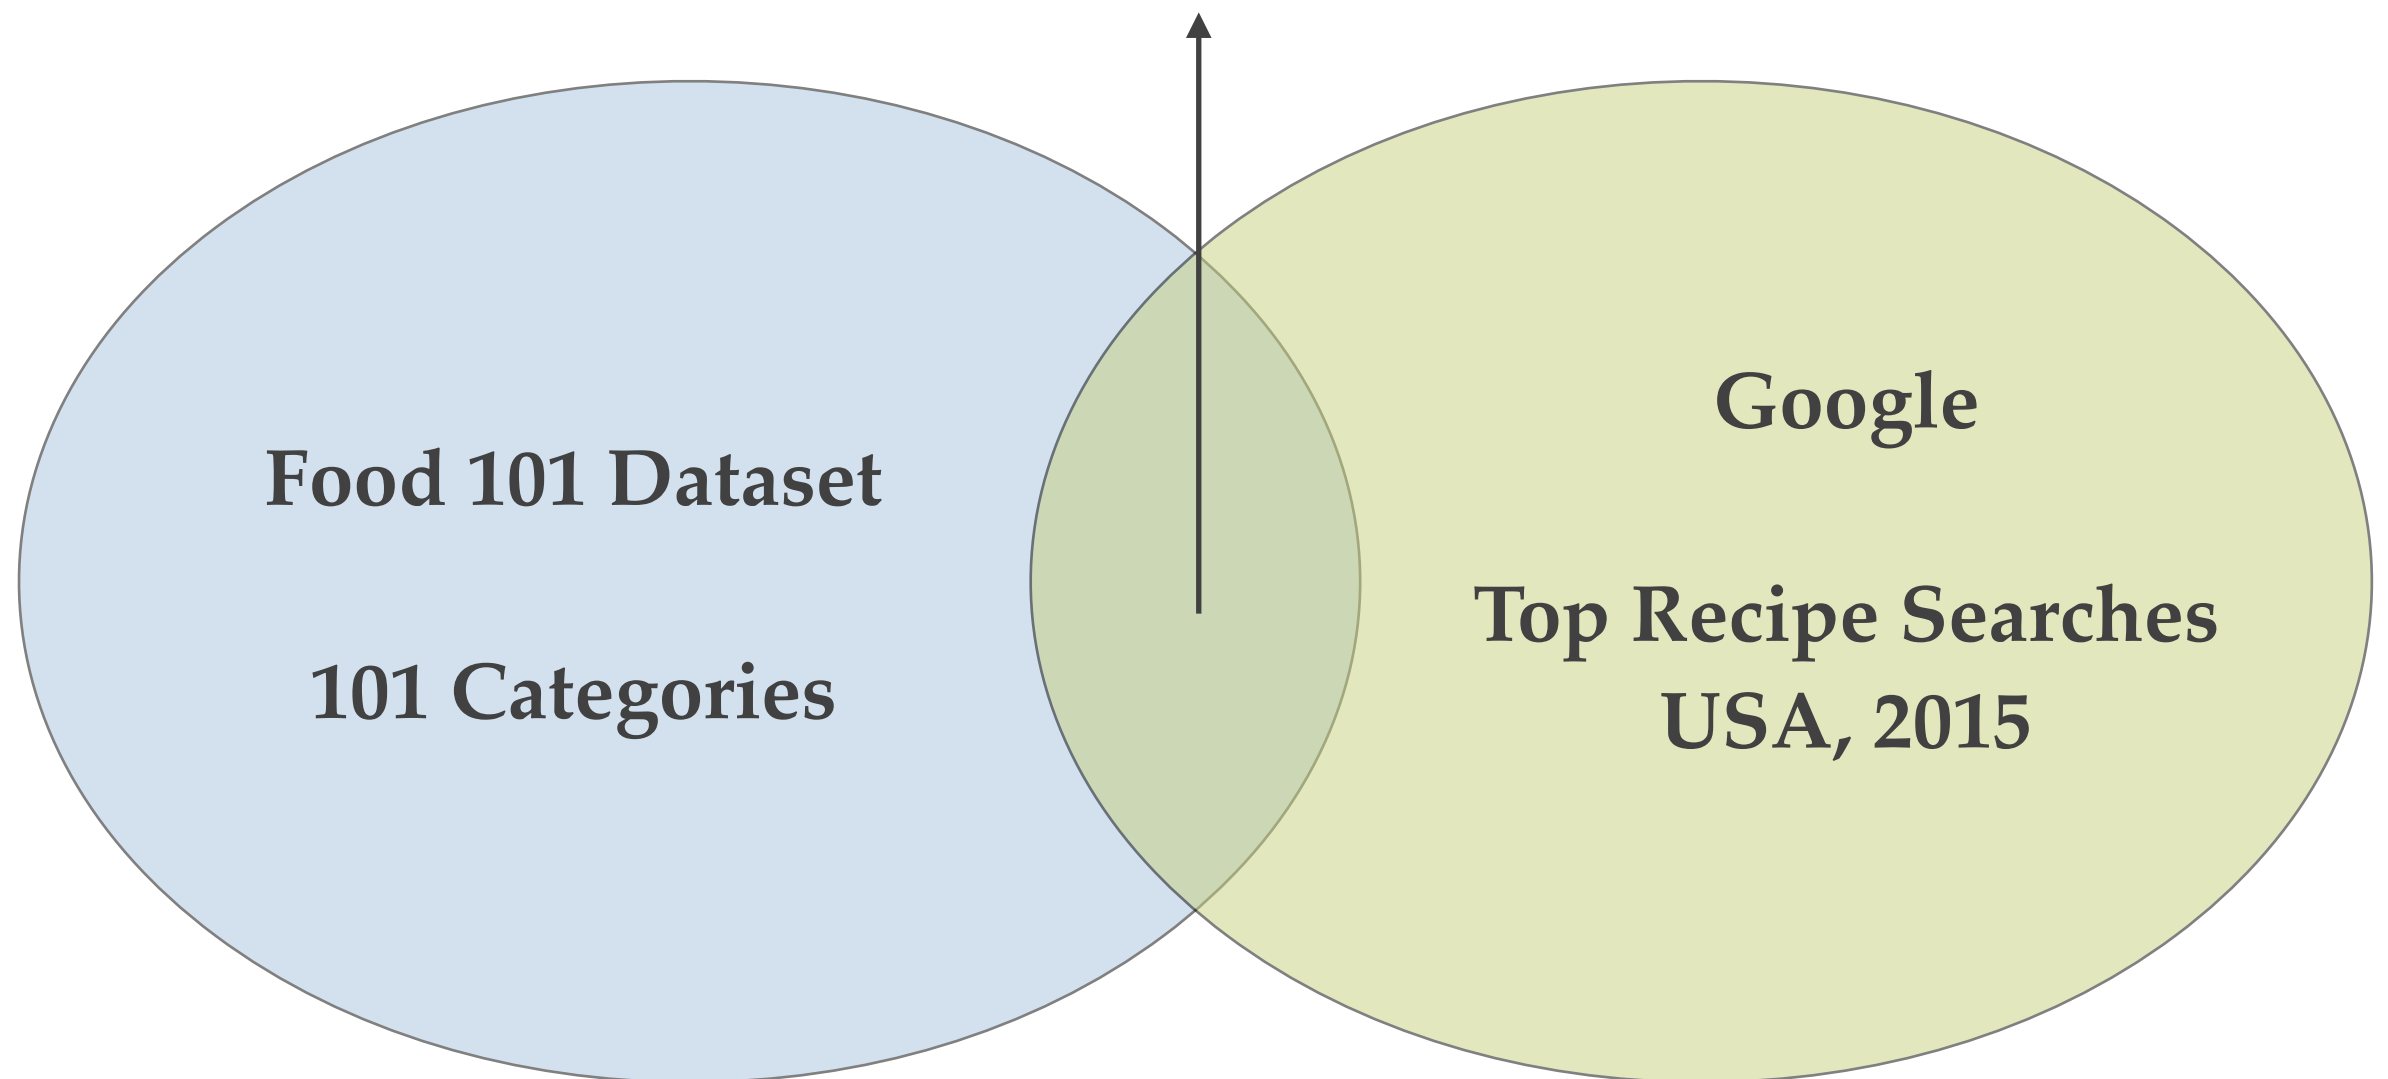 Food 101 Dataset
101 Categories
Google
Top Recipe Searches
USA, 2015